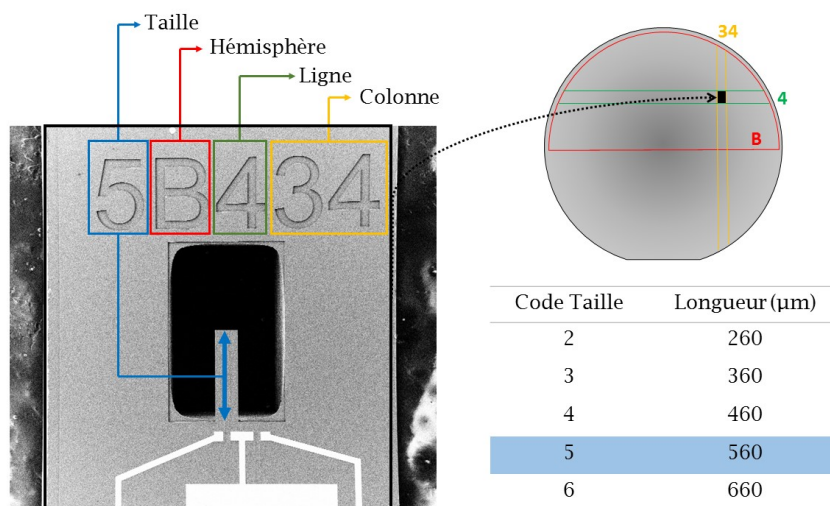 Taille
Hémisphère
Ligne
Colonne
5B434
34
4
B
Code Taille Longueur (μm)
2 260
3 360
4 460
5 560
6 660